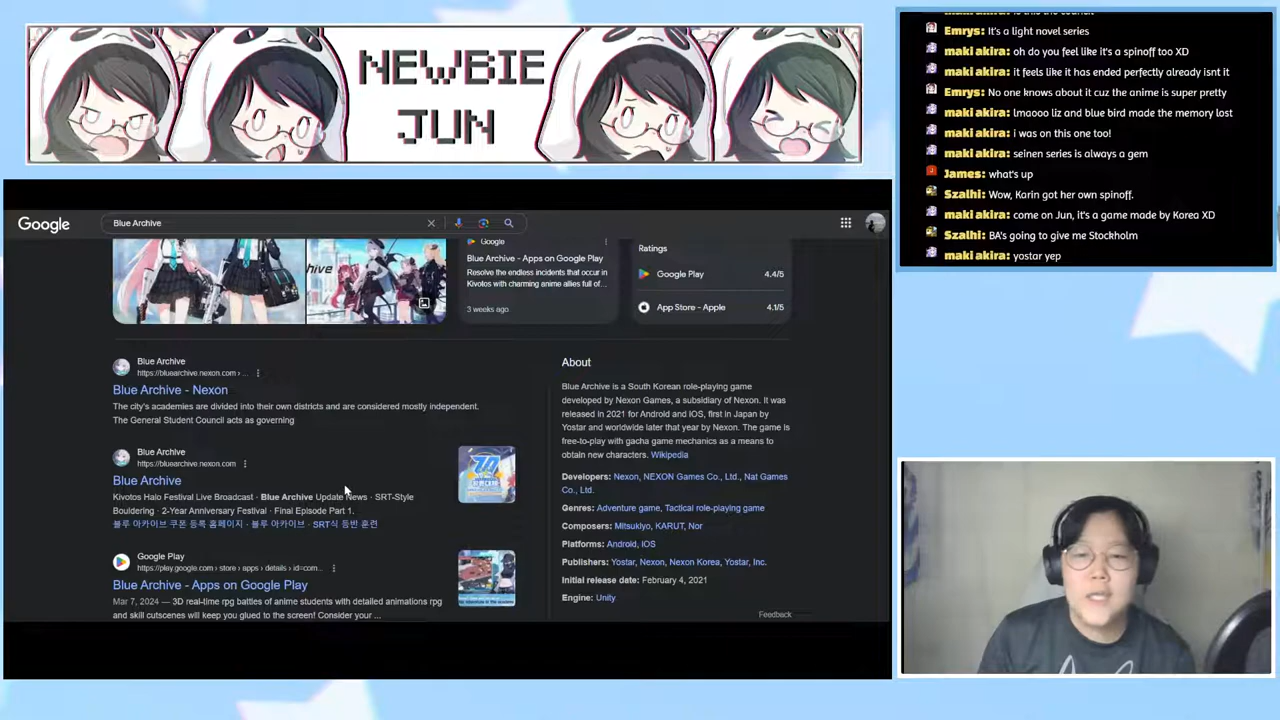 NEWBIE
JUN
Emrys: It's a light novel series
maki akira: oh do you feel like it's a spinoff too XD
maki akira: it feels like it has ended perfectly already isnt it
Emrys: No one knows about it cuz the anime is super pretty
maki akira: lmaooo liz and blue bird made the memory lost
maki akira: i was on this one too!
maki akira: seinen series is always a gem
James: what's up
Szalhi: Wow, Karin got her own spinoff.
maki akira: come on Jun, it's a game made by Korea XD
Szalhi: BA's going to give me Stockholm
maki akira: yostar yep
Google
Blue Archive
hive
Google
Blue Archive - Apps on Google Play
Resolve the endless incidents that occur in
Kivotos with charming anime allies full of...
3 weeks ago
Ratings
Google Play 4.4/5
App Store - Apple 4.1/5
Blue Archive
https://bluearchive.nexon.com › ...
Blue Archive - Nexon
The city's academies are divided into their own districts and are considered mostly independent.
The General Student Council acts as governing
Blue Archive
https://bluearchive.nexon.com
Blue Archive
Kivotos Halo Festival Live Broadcast · Blue Archive Update News · SRT-Style
Bouldering · 2-Year Anniversary Festival · Final Episode Part 1.
블루 아카이브 쿠폰 등록 홈페이지 · 블루 아카이브 · SRT식 등반 훈련
Google Play
https://play.google.com › store › apps › details › id=com...
Blue Archive - Apps on Google Play
Mar 7, 2024 — 3D real-time rpg battles of anime students with detailed animations rpg
and skill cutscenes will keep you glued to the screen! Consider your ...
About
Blue Archive is a South Korean role-playing game
developed by Nexon Games, a subsidiary of Nexon. It was
released in 2021 for Android and IOS, first in Japan by
Yostar and worldwide later that year by Nexon. The game is
free-to-play with gacha game mechanics as a means to
obtain new characters. Wikipedia
Developers: Nexon, NEXON Games Co., Ltd., Nat Games
Co., Ltd.
Genres: Adventure game, Tactical role-playing game
Composers: Mitsukiyo, KARUT, Nor
Platforms: Android, iOS
Publishers: Yostar, Nexon, Nexon Korea, Yostar, Inc.
Initial release date: February 4, 2021
Engine: Unity
Feedback